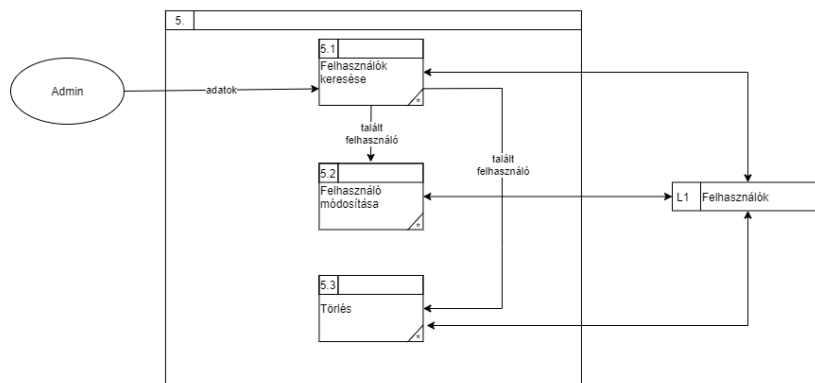 5.
5.1
Felhasználók
keresése
*
Admin
adatok
talált
felhasználó
talált
felhasználó
5.2
Felhasználó
módosítása
*
L1
Felhasználók
5.3
Törlés
*